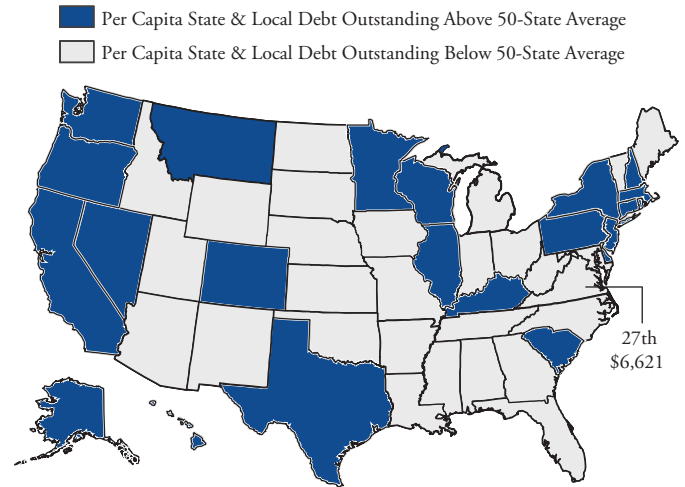 Per Capita State & Local Debt Outstanding Above 50-State Average
Per Capita State & Local Debt Outstanding Below 50-State Average
27th
$6,621